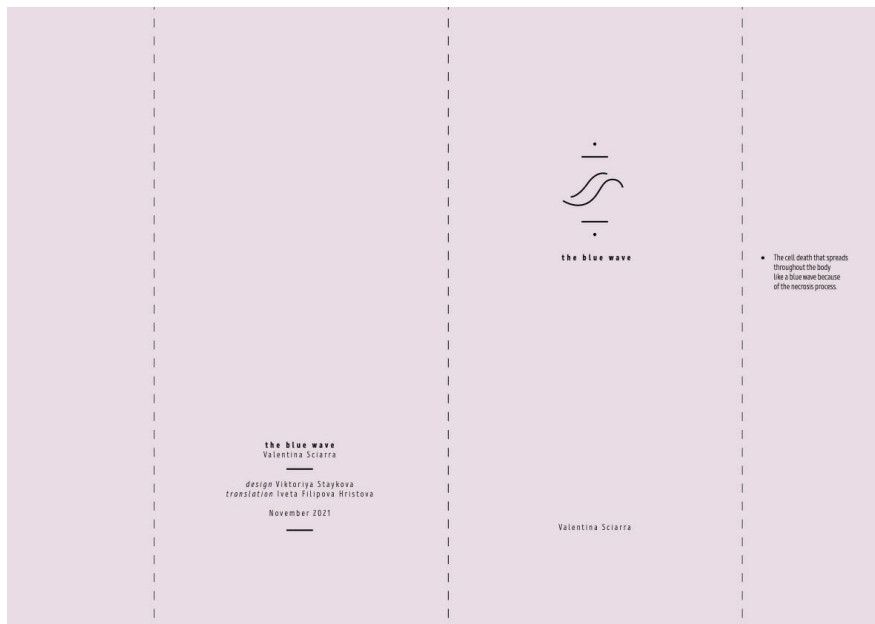 the blue wave
Valentina Sciarra
design Viktoriya Staykova
translation Iveta Filipova Hristova
November 2021
the blue wave
Valentina Sciarra
• The cell death that spreads
throughout the body
like a blue wave because
of the necrosis process.